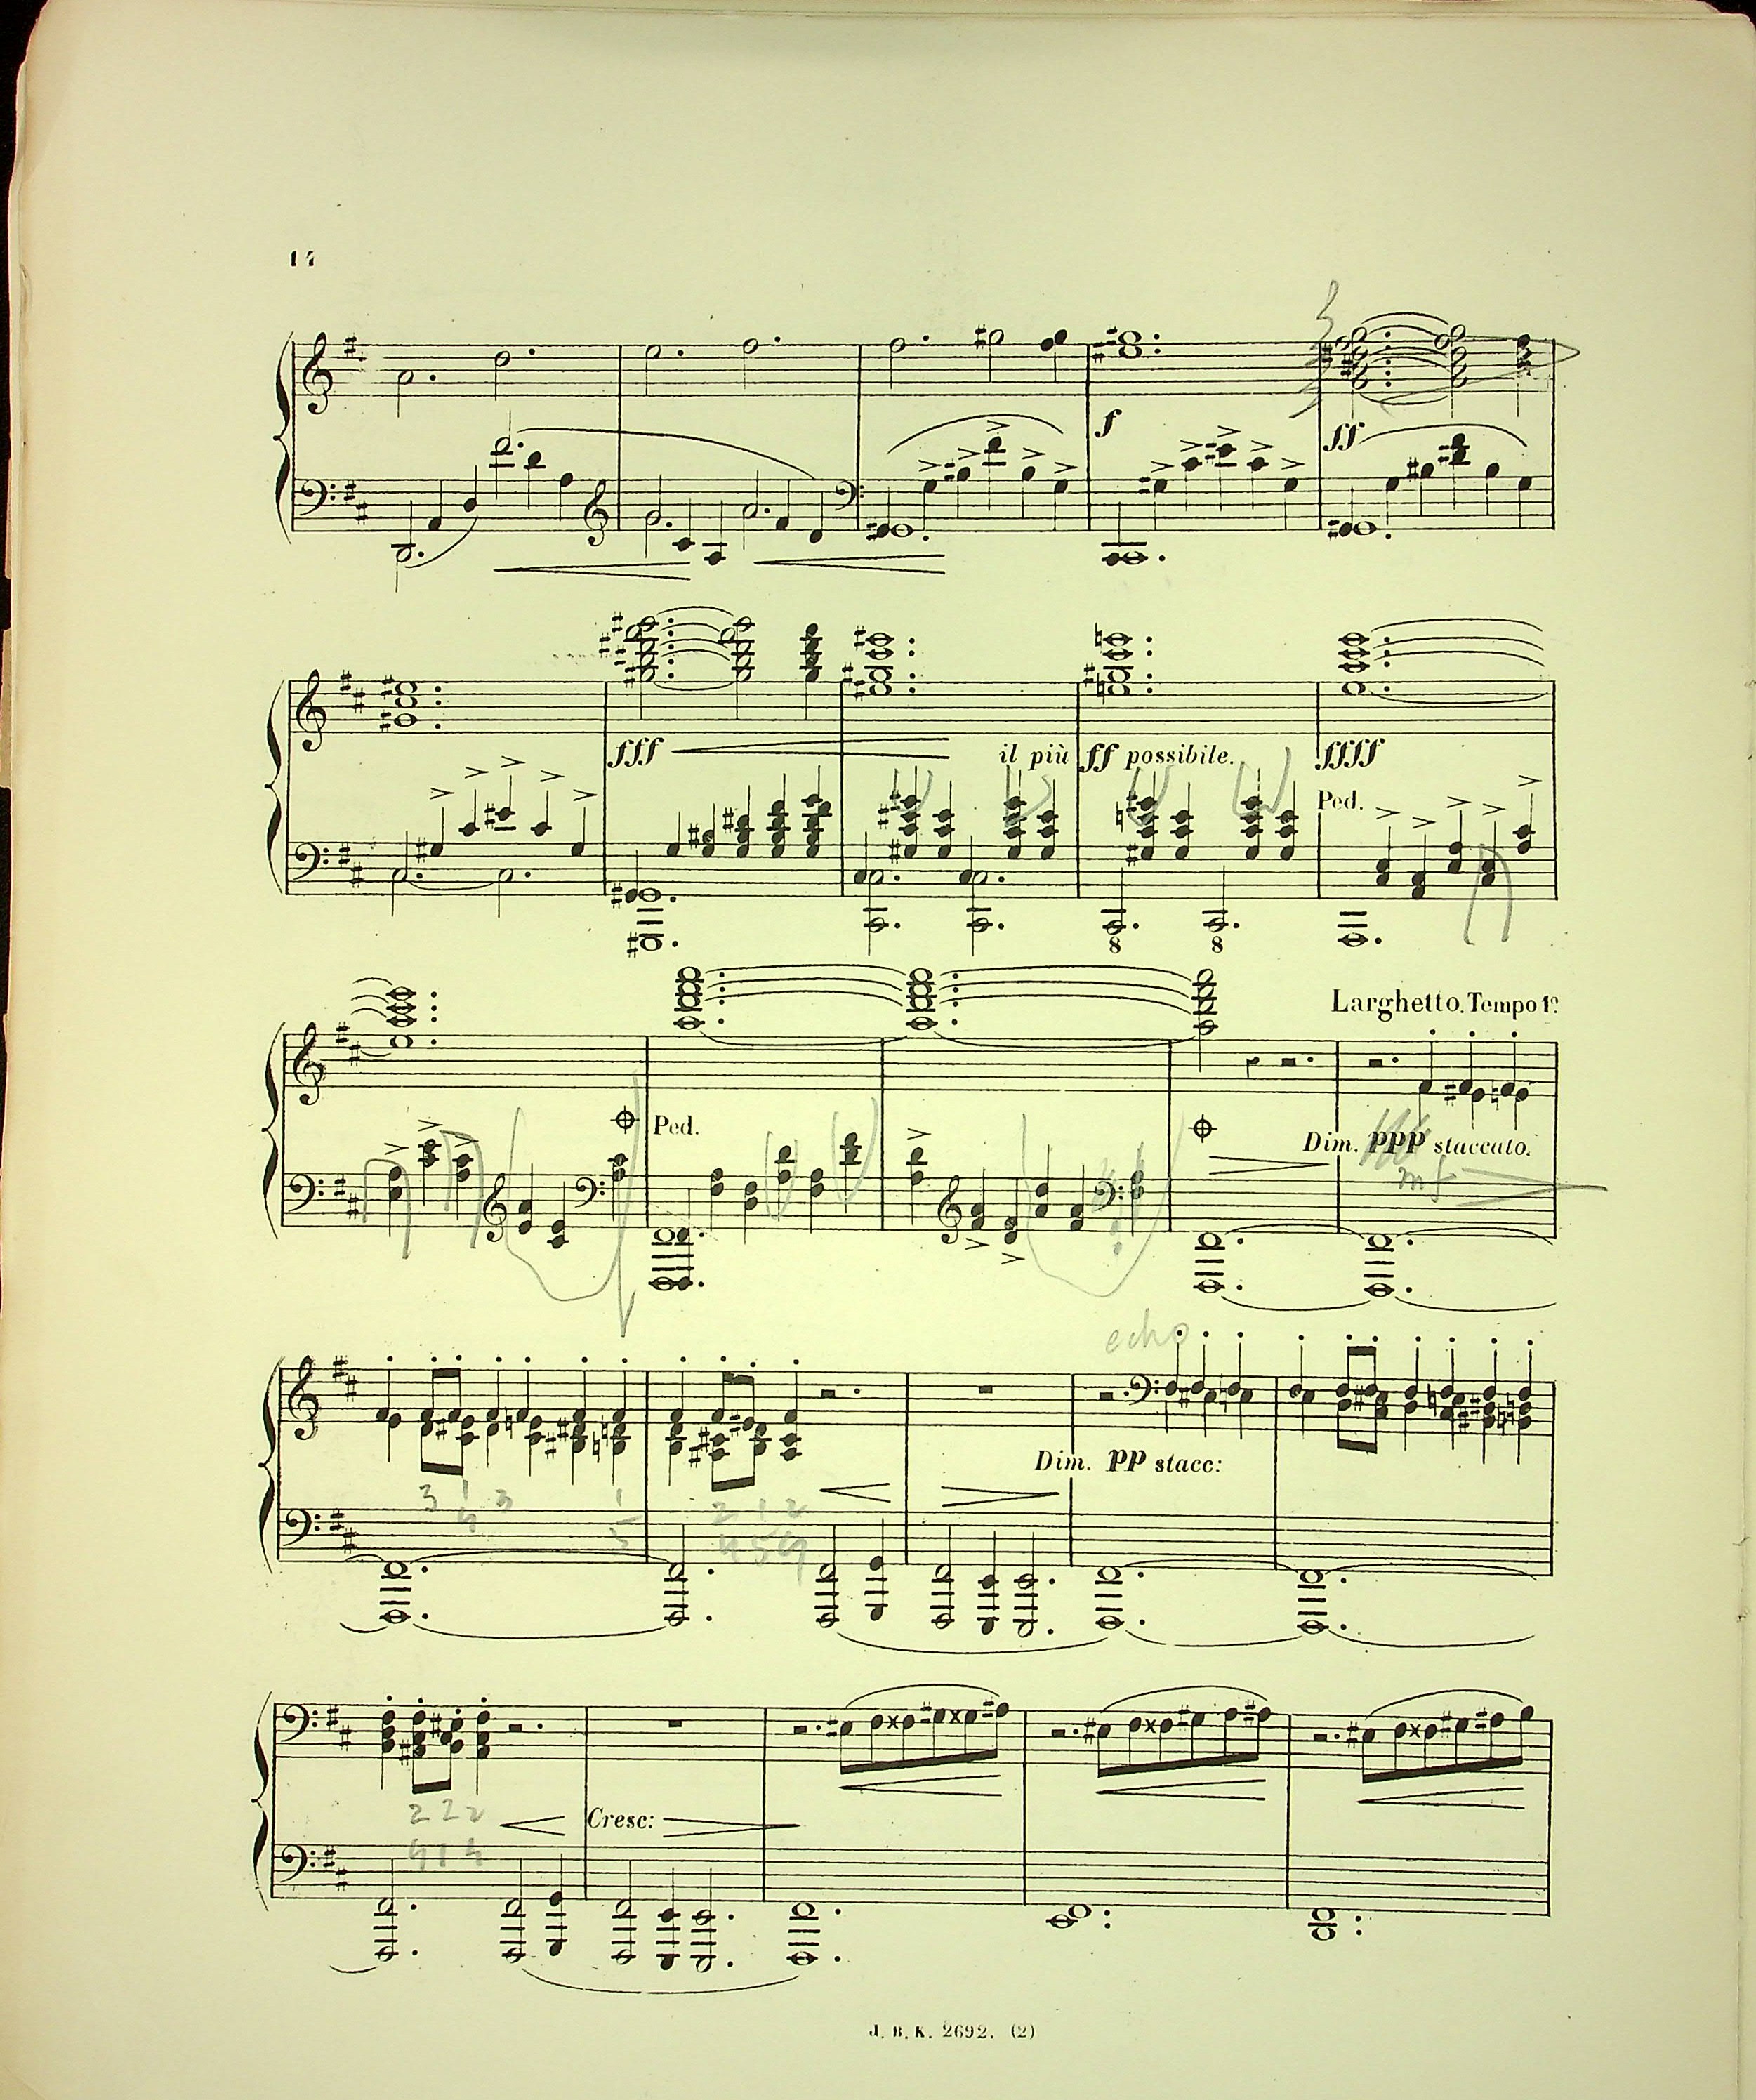 f
ff
fff il più ff possibile. ffff
Ped.
8 8
Larghetto. Tempo 1º
Ped.
Dim. ppp staccato.
mf
echo
Dim. pp stacc:
3 1 3 1
4 5
2 1 2
4 5 4
2 2 2
Cresc:
4 1 4
J. B. K. 2692. (2)